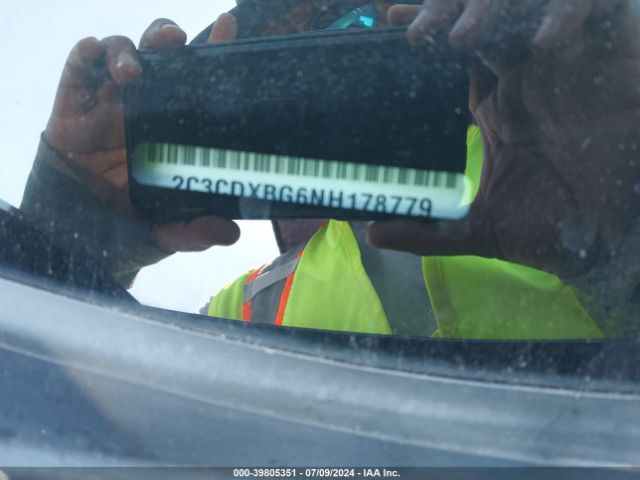 2C3CDXBG6NH178779
000-39805351 - 07/09/2024 - IAA Inc.